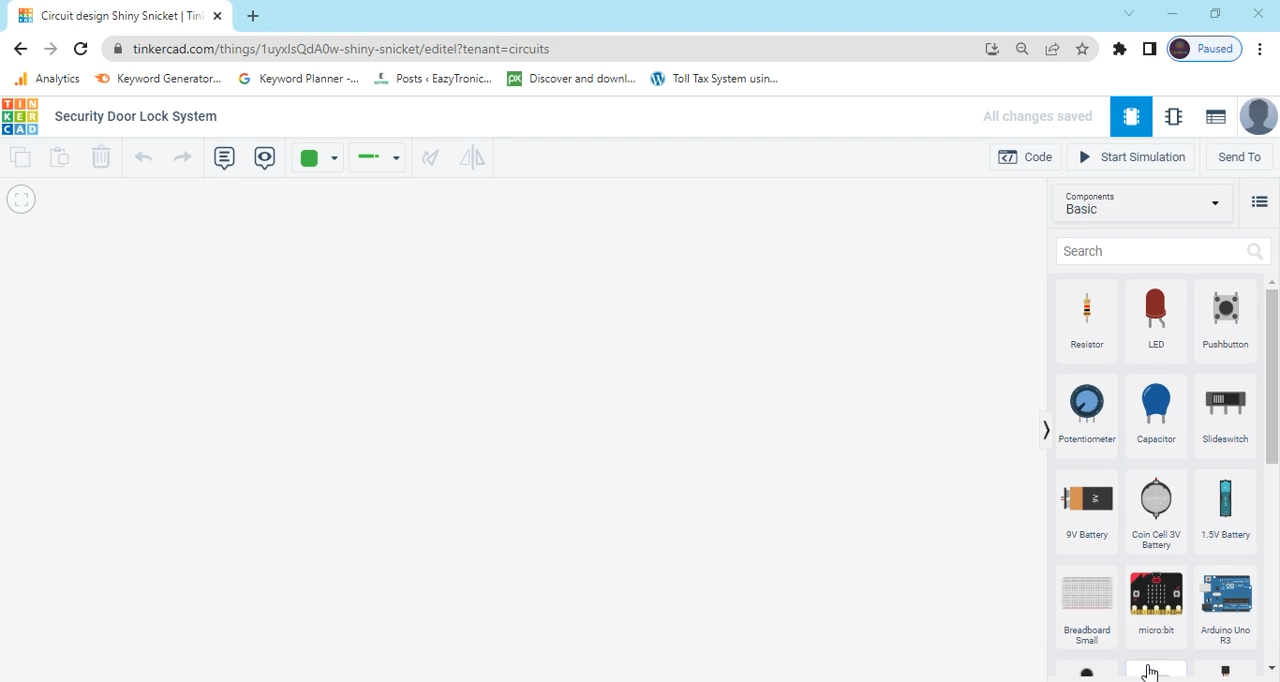 Circuit design Shiny Snicket | Tin
tinkercad.com/things/1uyxlsQdA0w-shiny-snicket/editel?tenant=circuits
Paused
Analytics
Keyword Generator...
Keyword Planner -...
Posts ‹ EazyTronic...
px
Discover and downl...
Toll Tax System usin...
TIN
KER
CAD
Security Door Lock System
All changes saved
Code
Start Simulation
Send To
Components
Basic
Search
Resistor
LED
Pushbutton
Potentiometer
Capacitor
Slideswitch
9V
9V Battery
Coin Cell 3V
Battery
1.5V Battery
Breadboard
Small
micro:bit
Arduino Uno
R3